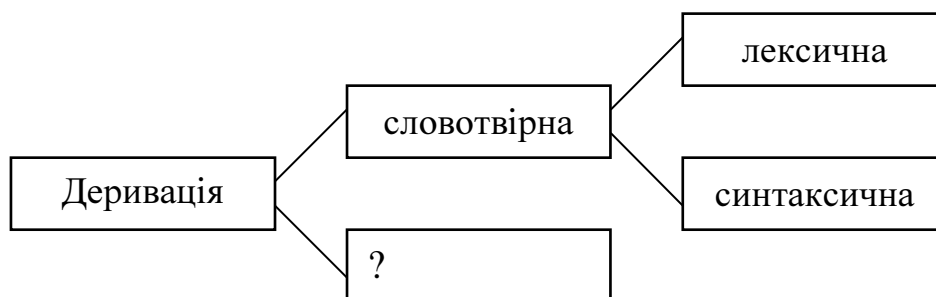 лексична
словотвірна
Деривація
синтаксична
?